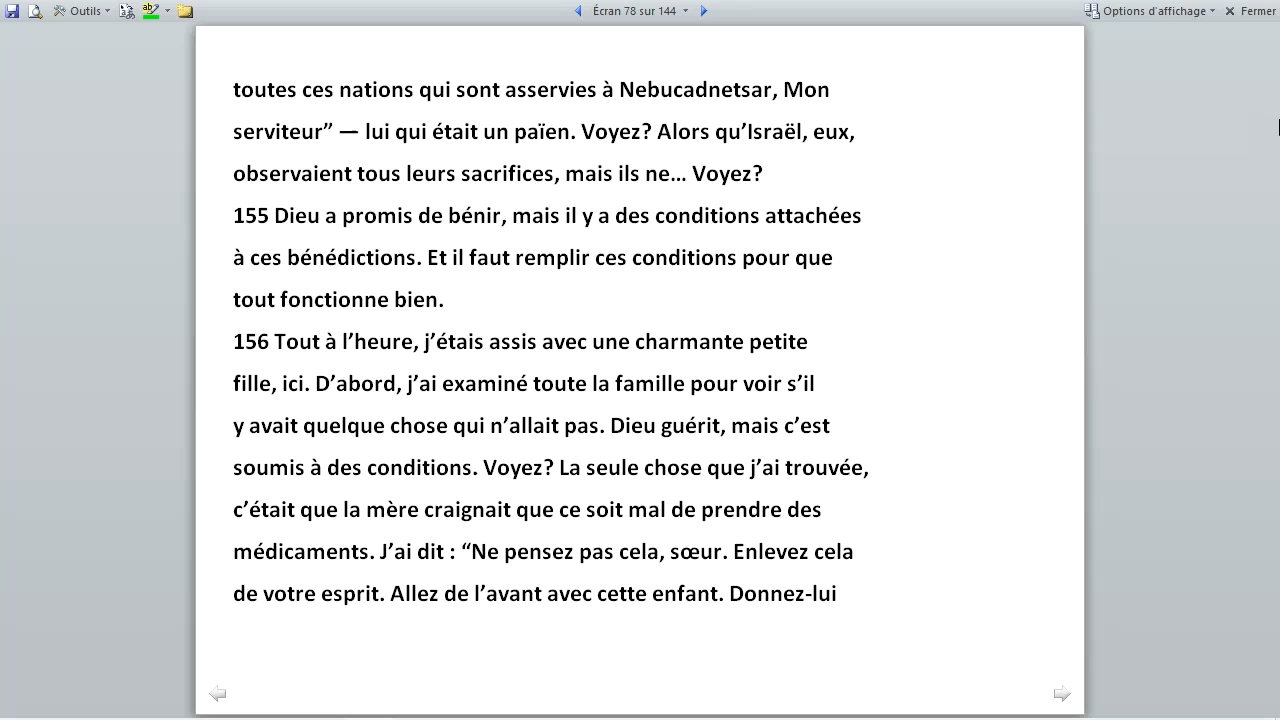 Outils
Écran 78 sur 144
Options d'affichage
Fermer
toutes ces nations qui sont asservies à Nebucadnetsar, Mon
serviteur” — lui qui était un païen. Voyez? Alors qu’Israël, eux,
observaient tous leurs sacrifices, mais ils ne… Voyez?
155 Dieu a promis de bénir, mais il y a des conditions attachées
à ces bénédictions. Et il faut remplir ces conditions pour que
tout fonctionne bien.
156 Tout à l’heure, j’étais assis avec une charmante petite
fille, ici. D’abord, j’ai examiné toute la famille pour voir s’il
y avait quelque chose qui n’allait pas. Dieu guérit, mais c’est
soumis à des conditions. Voyez? La seule chose que j’ai trouvée,
c’était que la mère craignait que ce soit mal de prendre des
médicaments. J’ai dit : “Ne pensez pas cela, sœur. Enlevez cela
de votre esprit. Allez de l’avant avec cette enfant. Donnez-lui